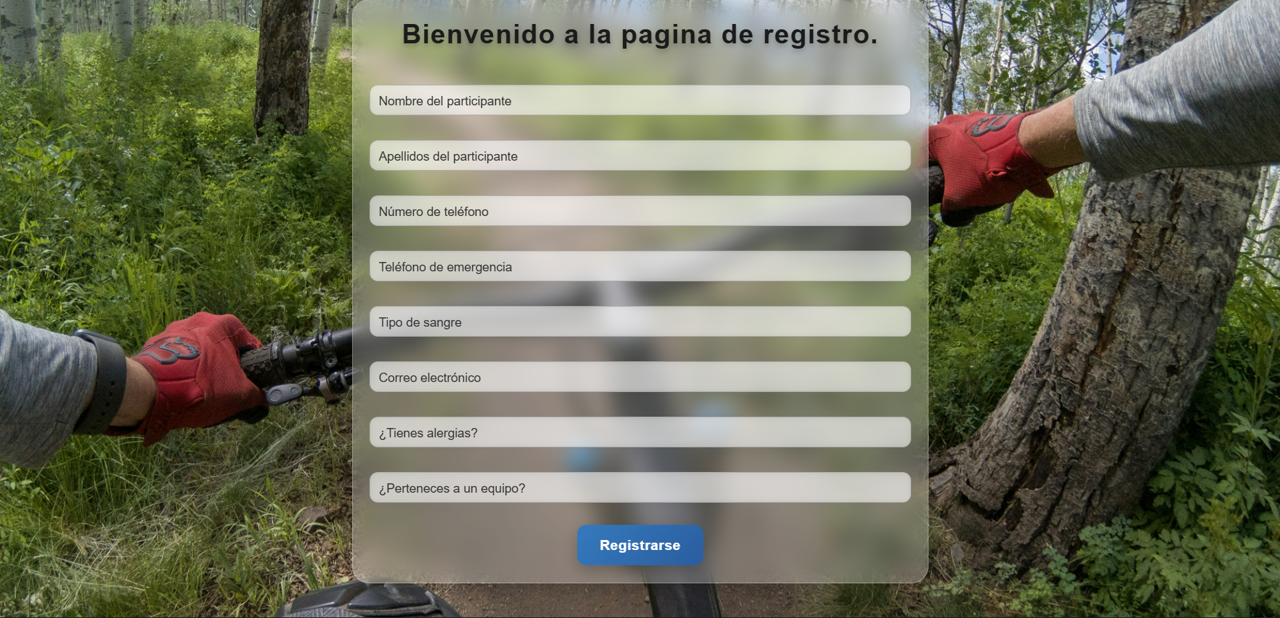 Bienvenido a la pagina de registro.
Nombre del participante
Apellidos del participante
Número de teléfono
Teléfono de emergencia
Tipo de sangre
Correo electrónico
¿Tienes alergias?
¿Perteneces a un equipo?
Registrarse